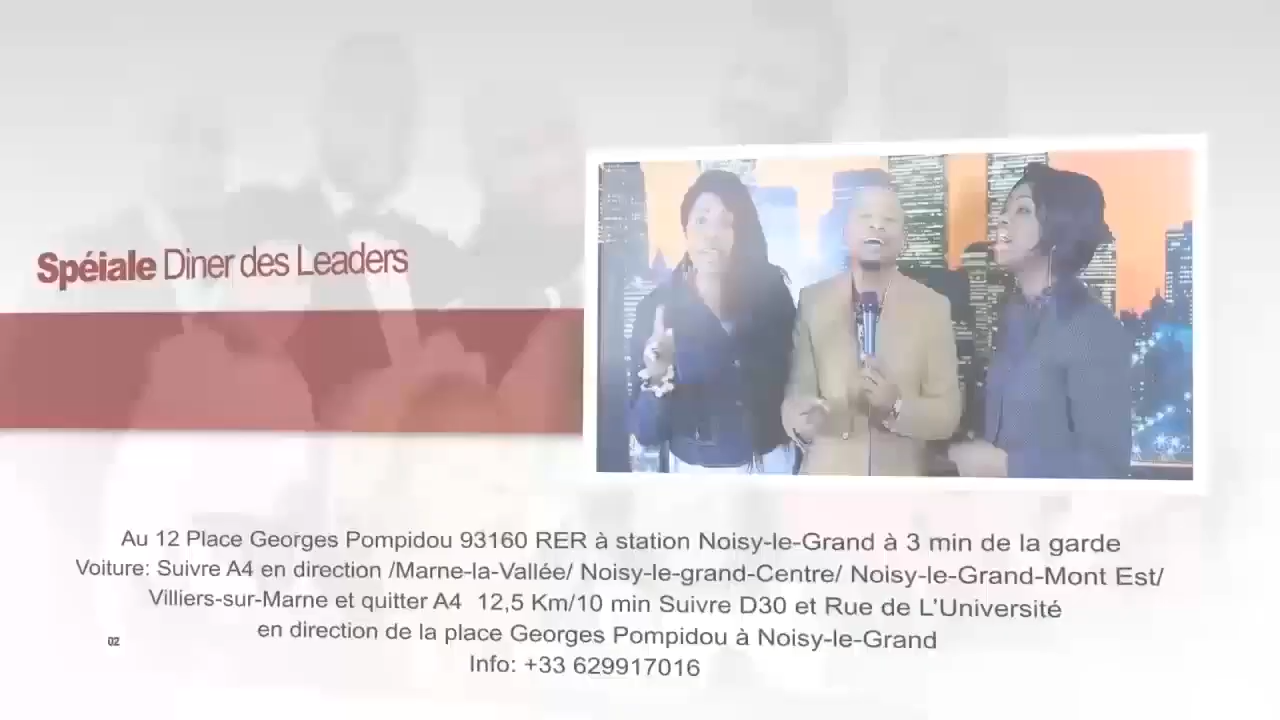 Spéiale Diner des Leaders
Au 12 Place Georges Pompidou 93160 RER à station Noisy-le-Grand à 3 min de la garde
Voiture: Suivre A4 en direction /Marne-la-Vallée/ Noisy-le-grand-Centre/ Noisy-le-Grand-Mont Est/
Villiers-sur-Marne et quitter A4 12,5 Km/10 min Suivre D30 et Rue de L'Université
en direction de la place Georges Pompidou à Noisy-le-Grand
02
Info: +33 629917016